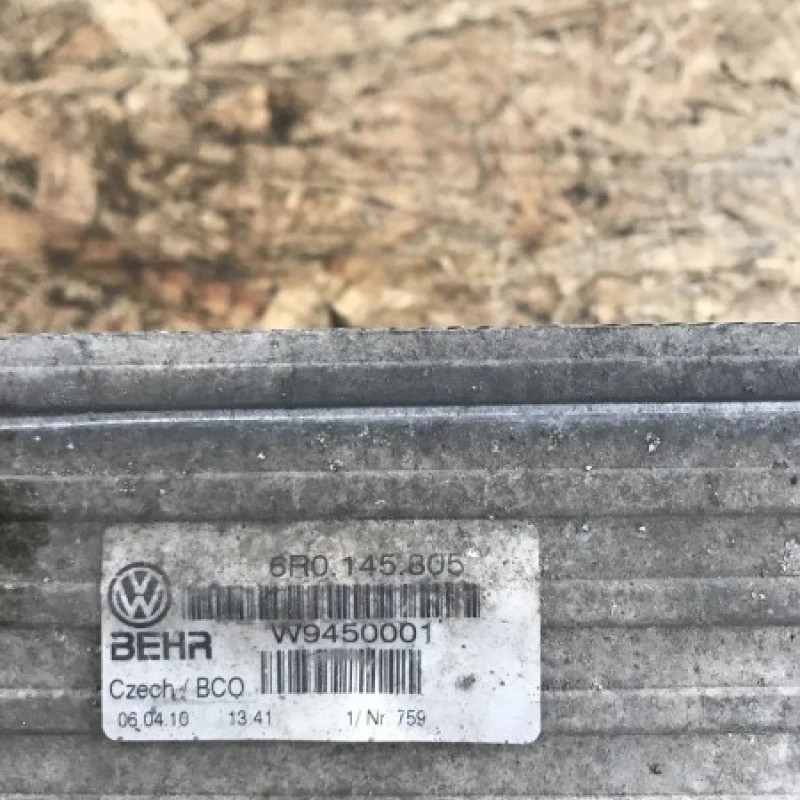 6R0.145.805
W9450001
BEHR
Czech / BCO
06.04.10 13 41 1/ Nr 759